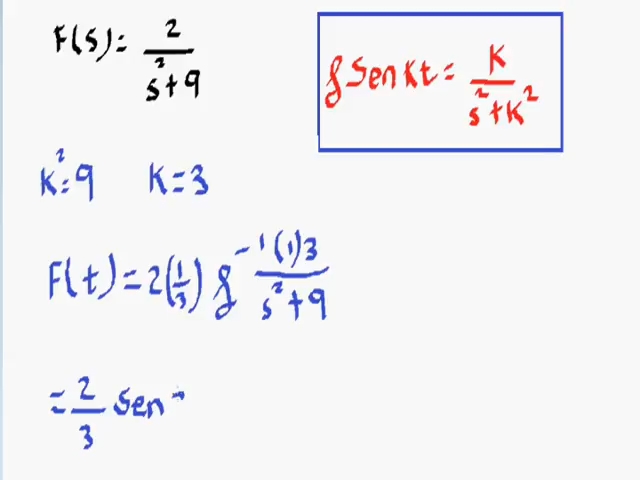 F(s) = 2 / s² + 9
ℒ Sen Kt = K / s² + K²
K² = 9 K = 3
F(t) = 2(1/3) ℒ⁻¹ (1)3 / s² + 9
= 2/3 Sen